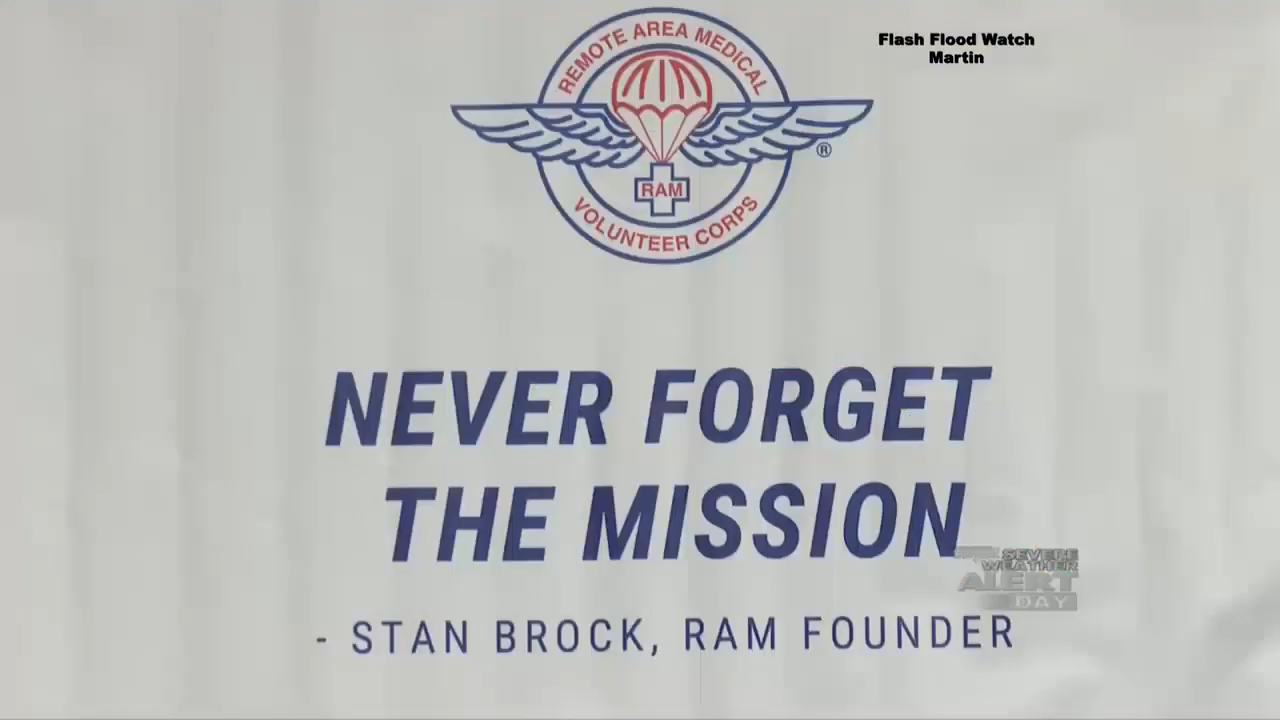 REMOTE AREA MEDICAL
Flash Flood Watch
Martin
®
RAM
VOLUNTEER CORPS
NEVER FORGET
THE MISSION
SEVERE
WEATHER
ALERT
DAY
- STAN BROCK, RAM FOUNDER